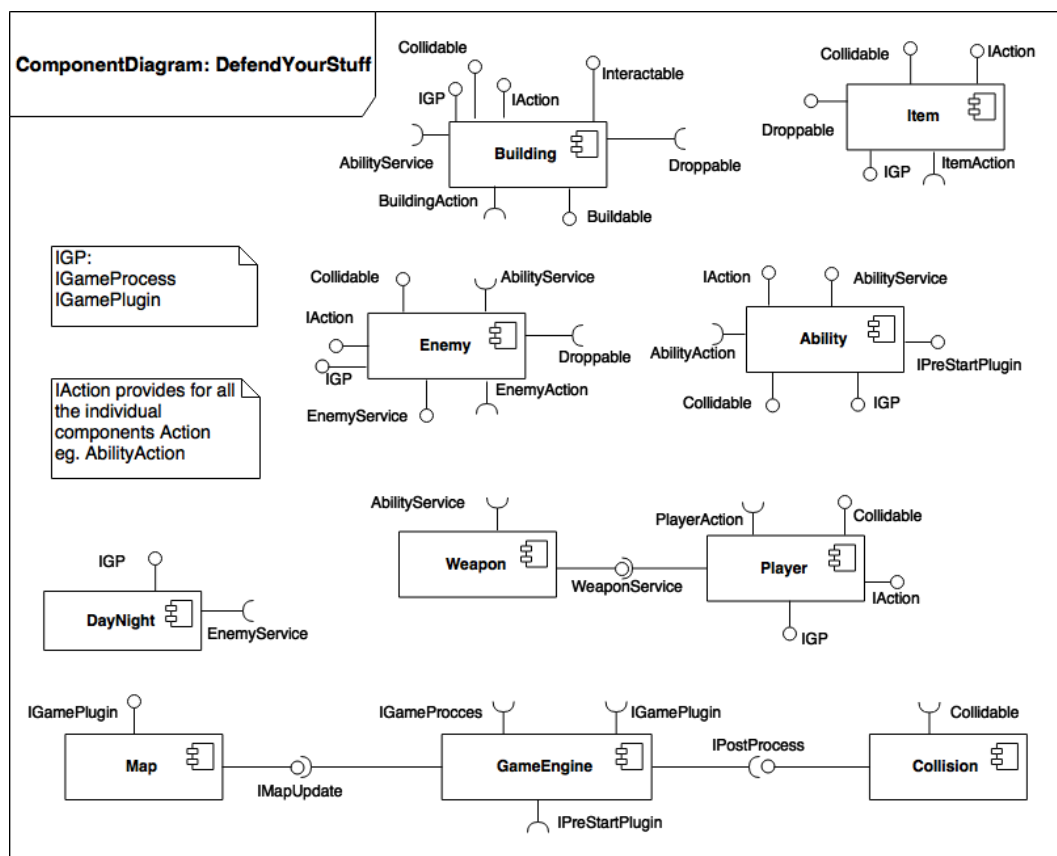 ComponentDiagram: DefendYourStuff
Collidable
IGP
IAction
Interactable
AbilityService
Building
Droppable
BuildingAction
Buildable
Collidable
IAction
Droppable
Item
IGP
ItemAction
IGP:
IGameProcess
IGamePlugin
Collidable
AbilityService
IAction
Enemy
Droppable
IGP
EnemyService
EnemyAction
IAction
AbilityService
AbilityAction
Ability
IPreStartPlugin
Collidable
IGP
IAction provides for all
the individual
components Action
eg. AbilityAction
AbilityService
Weapon
WeaponService
PlayerAction
Collidable
Player
IAction
IGP
IGP
DayNight
EnemyService
IGamePlugin
Map
IMapUpdate
IGameProcces
IGamePlugin
GameEngine
IPreStartPlugin
IPostProcess
Collidable
Collision